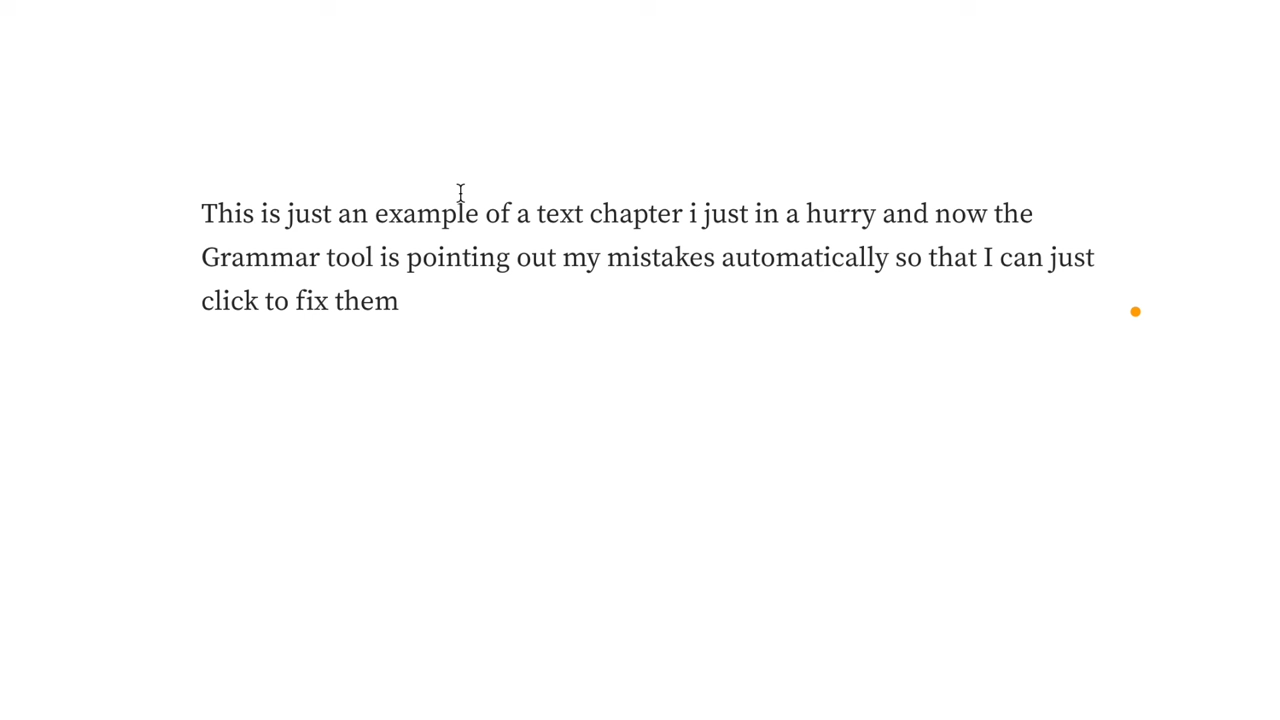 This is just an example of a text chapter i just in a hurry and now the
Grammar tool is pointing out my mistakes automatically so that I can just
click to fix them